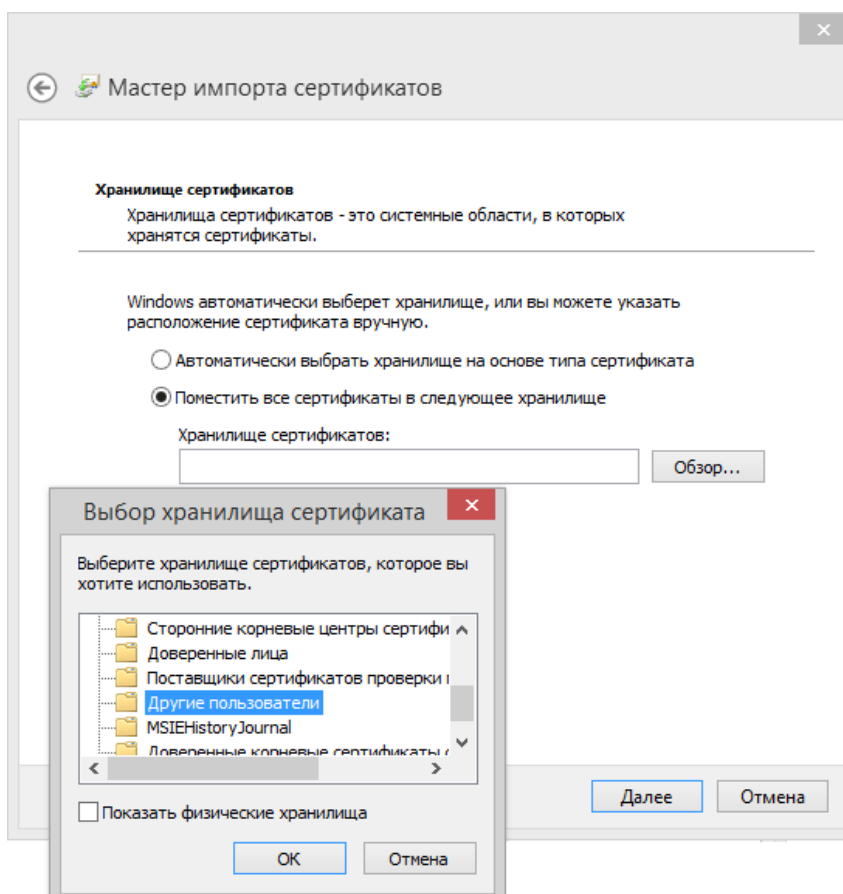 Мастер импорта сертификатов
Хранилище сертификатов
Хранилища сертификатов - это системные области, в которых
хранятся сертификаты.
Windows автоматически выберет хранилище, или вы можете указать
расположение сертификата вручную.
Автоматически выбрать хранилище на основе типа сертификата
Поместить все сертификаты в следующее хранилище
Хранилище сертификатов:
Обзор...
Выбор хранилища сертификата
Выберите хранилище сертификатов, которое вы
хотите использовать.
Сторонние корневые центры сертифи
Доверенные лица
Поставщики сертификатов проверки
Другие пользователи
MSIEHistoryJournal
Доверенные корневые сертификаты
Показать физические хранилища
ОК
Отмена
Далее
Отмена